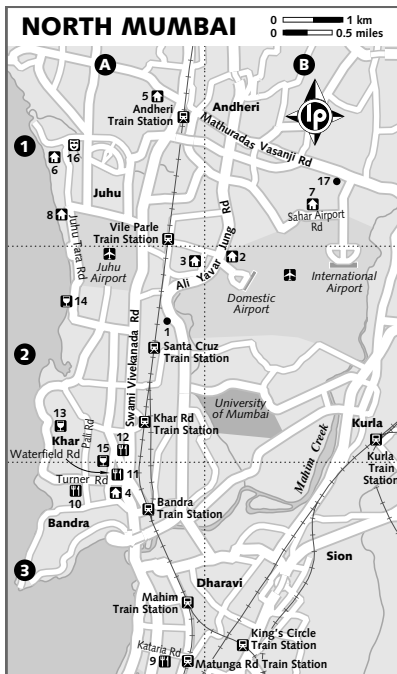 NORTH MUMBAI
0 1 km
0 0.5 miles
A
B
5
Andheri
Train Station
Andheri
lp
Mathuradas Vasanji Rd
1
16
6
17
7
Sahar Airport
Rd
Juhu
8
Juhu Tara Rd
Vile Parle
Train Station
Ali Yavar Jung Rd
3
2
Juhu
Airport
Domestic
Airport
International
Airport
14
1
Swami Vivekanada Rd
2
Santa Cruz
Train Station
University
of Mumbai
13
Khar
Pali Rd
12
Khar Rd
Train Station
Mahim Creek
Kurla
Kurla
Train
Station
Waterfield Rd
15
11
Turner Rd
10
4
Bandra
Bandra
Train Station
Sion
3
Dharavi
Mahim
Train Station
King's Circle
Train Station
Kataria Rd
9
Matunga Rd Train Station